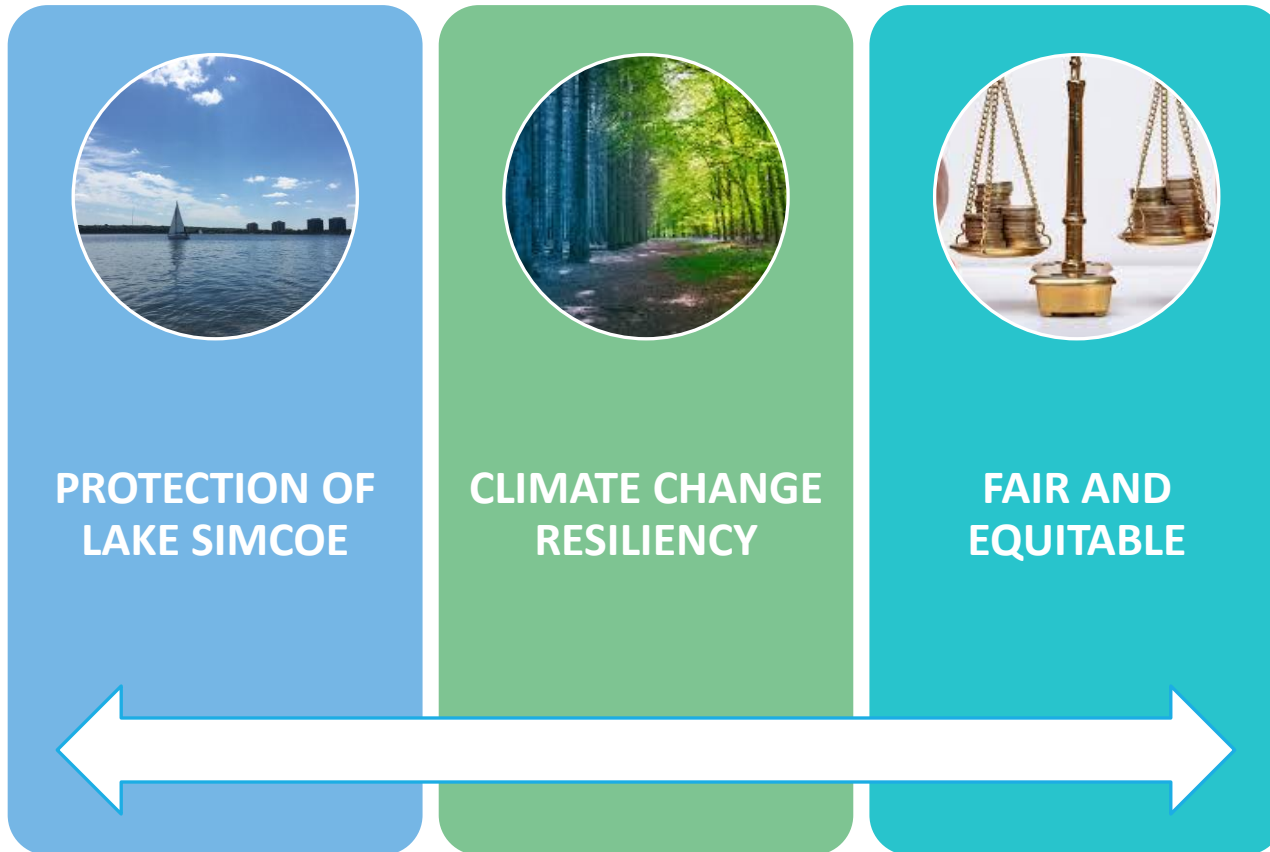 PROTECTION OF
LAKE SIMCOE
CLIMATE CHANGE
RESILIENCY
FAIR AND
EQUITABLE